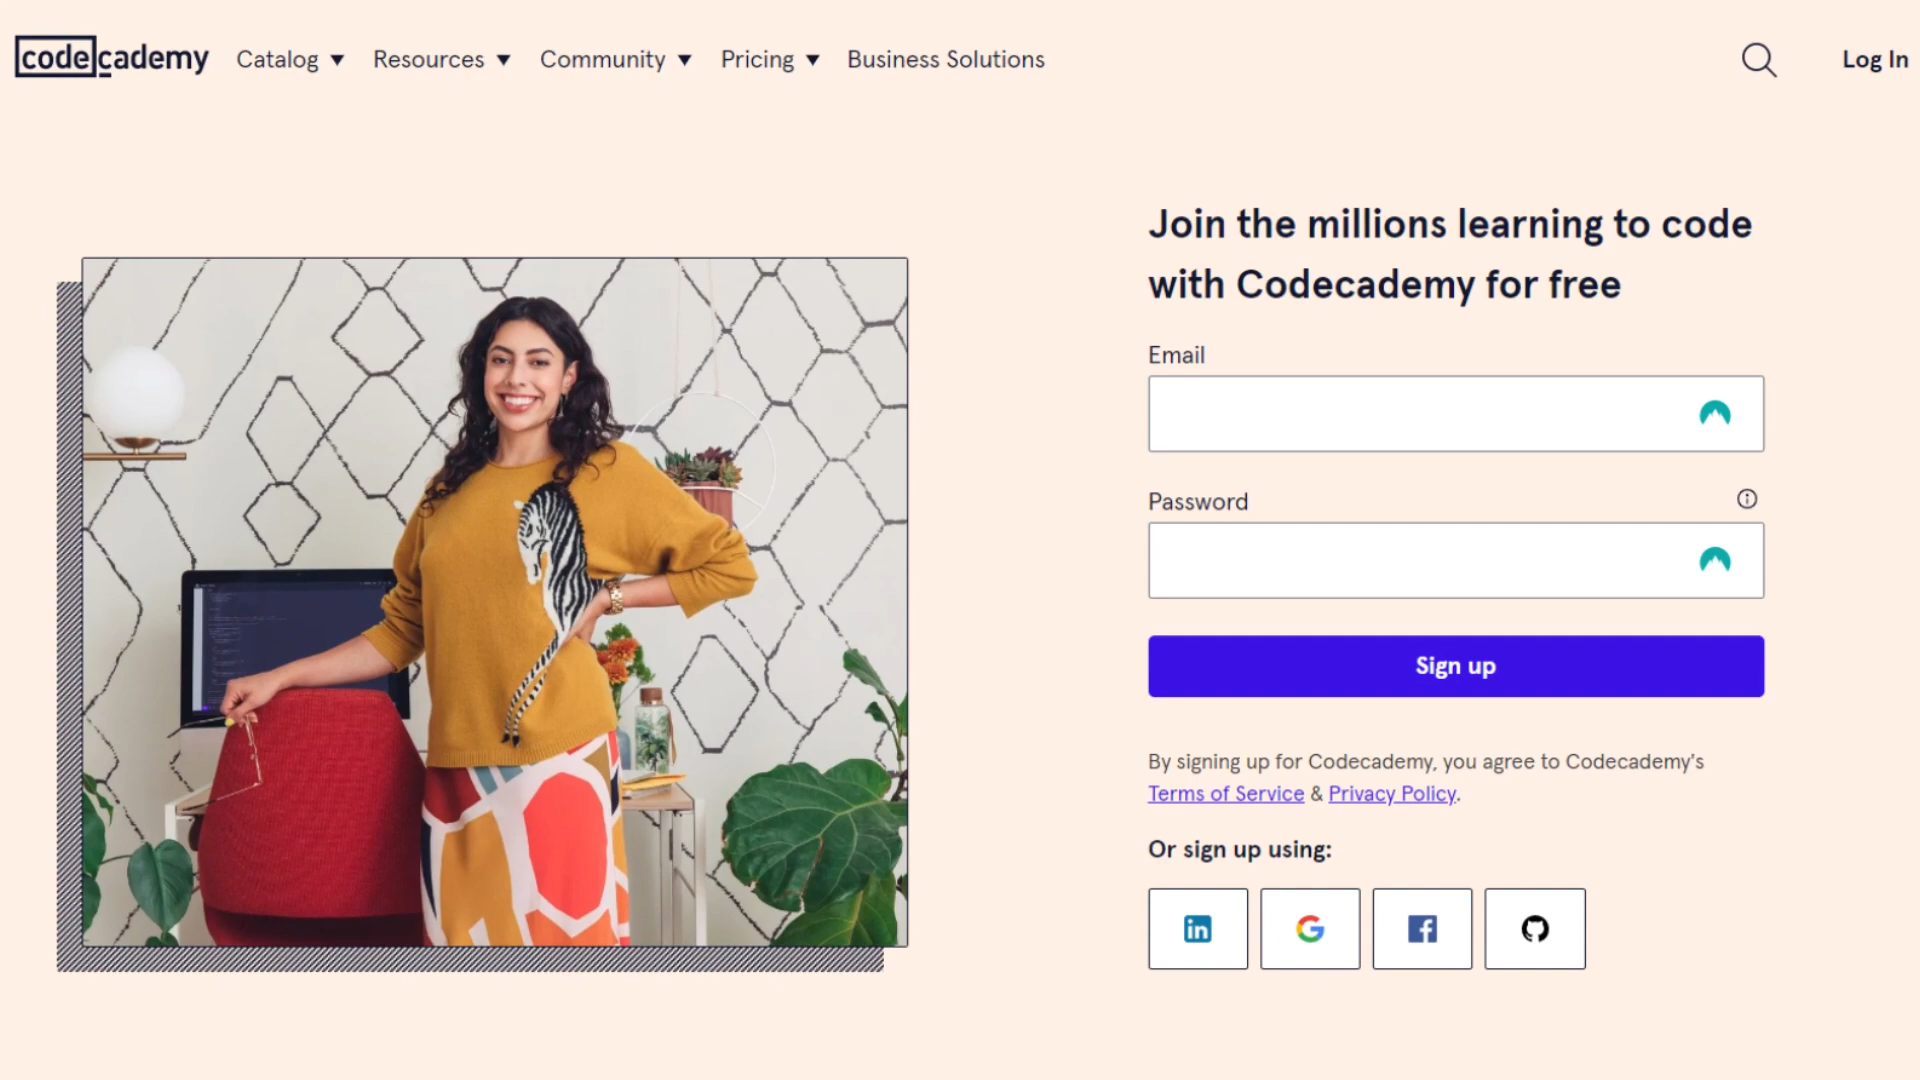 codecademy
Catalog
Resources
Community
Pricing
Business Solutions
Log In
Join the millions learning to code
with Codecademy for free
Email
Password
Sign up
By signing up for Codecademy, you agree to Codecademy's
Terms of Service & Privacy Policy.
Or sign up using: